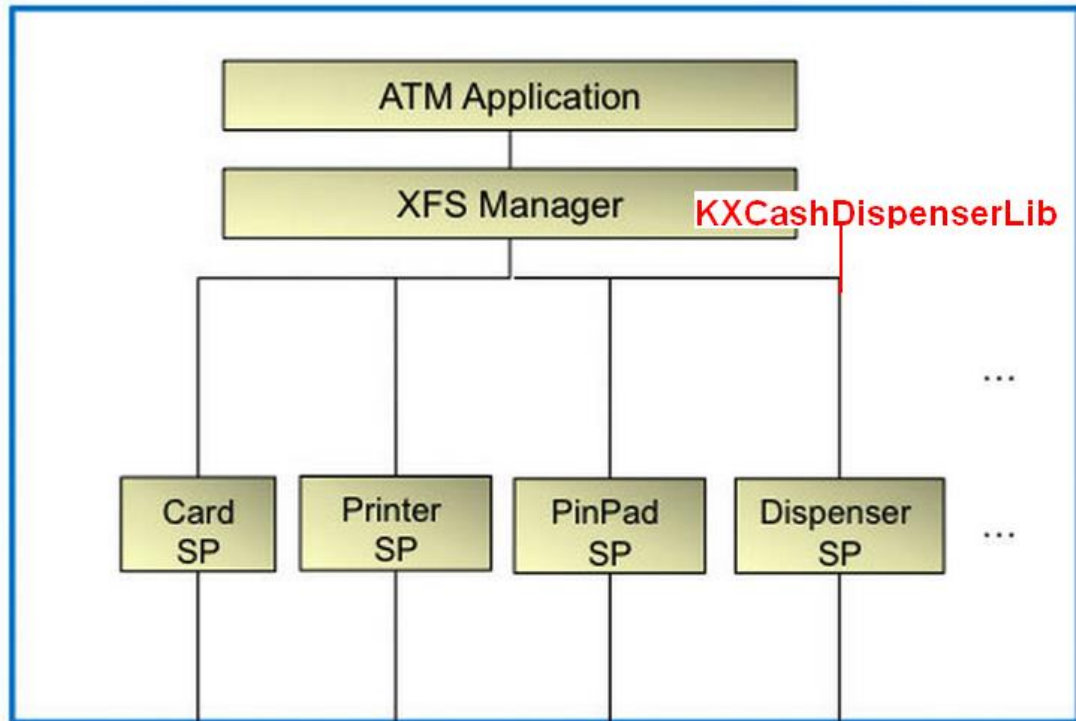 ATM Application
XFS Manager
KXCashDispenserLib
...
Card
SP
Printer
SP
PinPad
SP
Dispenser
SP
...